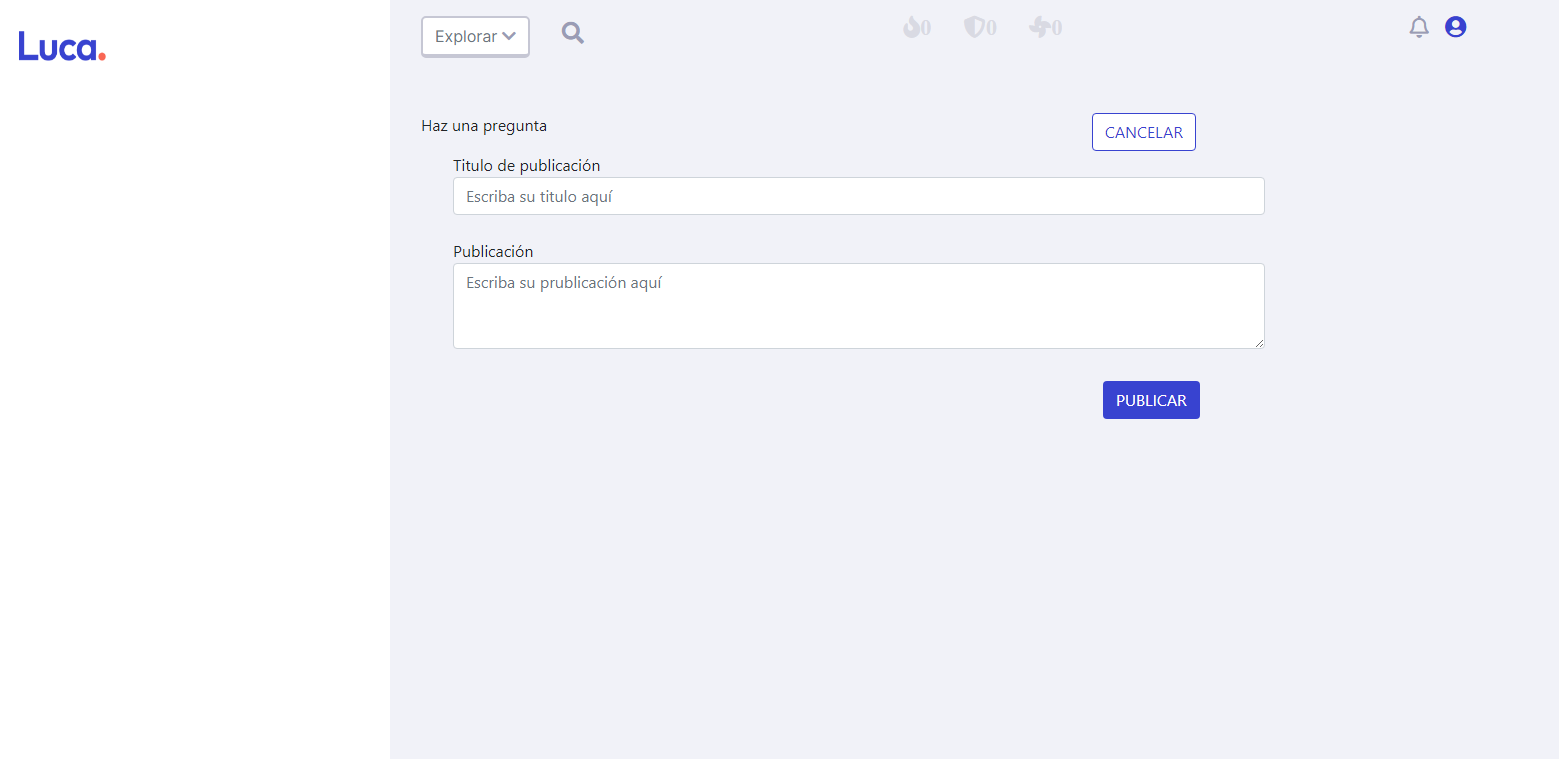 Luca.
Explorar
0
0
0
Haz una pregunta
CANCELAR
Titulo de publicación
Escriba su titulo aquí
Publicación
Escriba su prublicación aquí
PUBLICAR